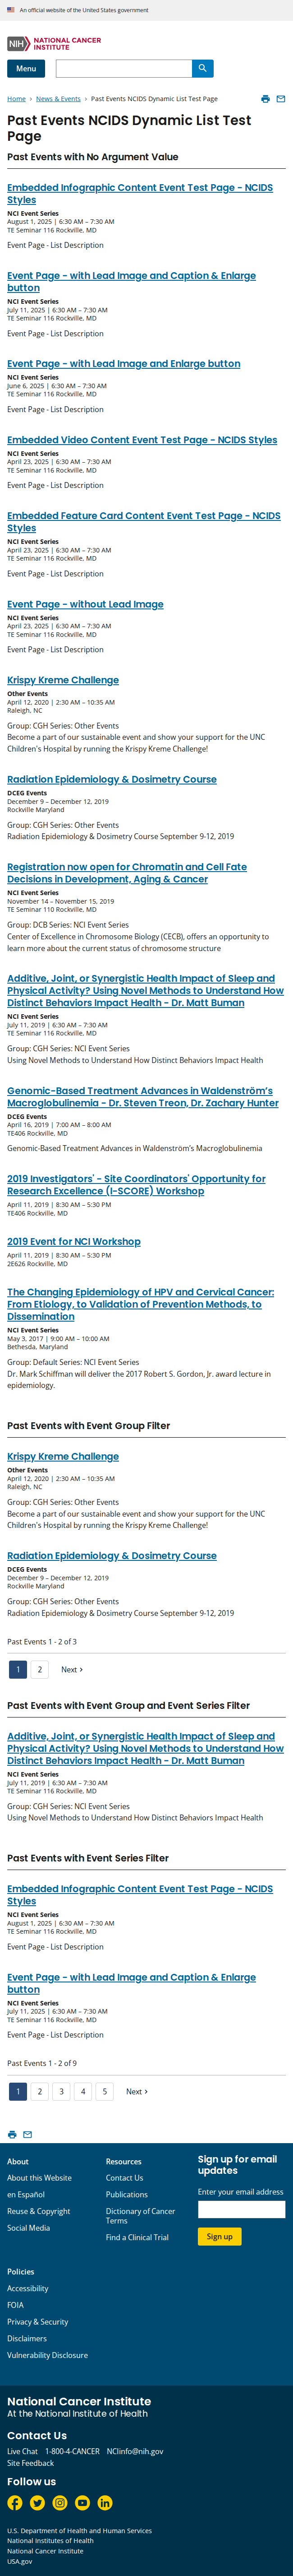 An official website of the United States government
NIH NATIONAL CANCER
INSTITUTE
Menu
Home › News & Events › Past Events NCIDS Dynamic List Test Page
Past Events NCIDS Dynamic List Test
Page
Past Events with No Argument Value
Embedded Infographic Content Event Test Page - NCIDS
Styles
NCI Event Series
August 1, 2025 | 6:30 AM – 7:30 AM
TE Seminar 116 Rockville, MD
Event Page - List Description
Event Page - with Lead Image and Caption & Enlarge
button
NCI Event Series
July 11, 2025 | 6:30 AM – 7:30 AM
TE Seminar 116 Rockville, MD
Event Page - List Description
Event Page - with Lead Image and Enlarge button
NCI Event Series
June 6, 2025 | 6:30 AM – 7:30 AM
TE Seminar 116 Rockville, MD
Event Page - List Description
Embedded Video Content Event Test Page - NCIDS Styles
NCI Event Series
April 23, 2025 | 6:30 AM – 7:30 AM
TE Seminar 116 Rockville, MD
Event Page - List Description
Embedded Feature Card Content Event Test Page - NCIDS
Styles
NCI Event Series
April 23, 2025 | 6:30 AM – 7:30 AM
TE Seminar 116 Rockville, MD
Event Page - List Description
Event Page - without Lead Image
NCI Event Series
April 23, 2025 | 6:30 AM – 7:30 AM
TE Seminar 116 Rockville, MD
Event Page - List Description
Krispy Kreme Challenge
Other Events
April 12, 2020 | 2:30 AM – 10:35 AM
Raleigh, NC
Group: CGH Series: Other Events
Become a part of our sustainable event and show your support for the UNC
Children's Hospital by running the Krispy Kreme Challenge!
Radiation Epidemiology & Dosimetry Course
DCEG Events
December 9 – December 12, 2019
Rockville Maryland
Group: CGH Series: Other Events
Radiation Epidemiology & Dosimetry Course September 9-12, 2019
Registration now open for Chromatin and Cell Fate
Decisions in Development, Aging & Cancer
NCI Event Series
November 14 – November 15, 2019
TE Seminar 110 Rockville, MD
Group: DCB Series: NCI Event Series
Center of Excellence in Chromosome Biology (CECB), offers an opportunity to
learn more about the current status of chromosome structure
Additive, Joint, or Synergistic Health Impact of Sleep and
Physical Activity? Using Novel Methods to Understand How
Distinct Behaviors Impact Health - Dr. Matt Buman
NCI Event Series
July 11, 2019 | 6:30 AM – 7:30 AM
TE Seminar 116 Rockville, MD
Group: CGH Series: NCI Event Series
Using Novel Methods to Understand How Distinct Behaviors Impact Health
Genomic-Based Treatment Advances in Waldenström's
Macroglobulinemia - Dr. Steven Treon, Dr. Zachary Hunter
DCEG Events
April 16, 2019 | 7:00 AM – 8:00 AM
TE406 Rockville, MD
Genomic-Based Treatment Advances in Waldenström's Macroglobulinemia
2019 Investigators' - Site Coordinators' Opportunity for
Research Excellence (I-SCORE) Workshop
April 11, 2019 | 8:30 AM – 5:30 PM
TE406 Rockville, MD
2019 Event for NCI Workshop
April 11, 2019 | 8:30 AM – 5:30 PM
2E628 Rockville, MD
The Changing Epidemiology of HPV and Cervical Cancer:
From Etiology, to Validation of Prevention Methods, to
Dissemination
NCI Event Series
May 3, 2017 | 9:00 AM – 10:00 AM
Bethesda, Maryland
Group: Default Series: NCI Event Series
Dr. Mark Schiffman will deliver the 2017 Robert S. Gordon, Jr. award lecture in
epidemiology.
Past Events with Event Group Filter
Krispy Kreme Challenge
Other Events
April 12, 2020 | 2:30 AM – 10:35 AM
Raleigh, NC
Group: CGH Series: Other Events
Become a part of our sustainable event and show your support for the UNC
Children's Hospital by running the Krispy Kreme Challenge!
Radiation Epidemiology & Dosimetry Course
DCEG Events
December 9 – December 12, 2019
Rockville Maryland
Group: CGH Series: Other Events
Radiation Epidemiology & Dosimetry Course September 9-12, 2019
Past Events 1 - 2 of 3
1 2 Next ›
Past Events with Event Group and Event Series Filter
Additive, Joint, or Synergistic Health Impact of Sleep and
Physical Activity? Using Novel Methods to Understand How
Distinct Behaviors Impact Health - Dr. Matt Buman
NCI Event Series
July 11, 2019 | 6:30 AM – 7:30 AM
TE Seminar 116 Rockville, MD
Group: CGH Series: NCI Event Series
Using Novel Methods to Understand How Distinct Behaviors Impact Health
Past Events with Event Series Filter
Embedded Infographic Content Event Test Page - NCIDS
Styles
NCI Event Series
August 1, 2025 | 6:30 AM – 7:30 AM
TE Seminar 116 Rockville, MD
Event Page - List Description
Event Page - with Lead Image and Caption & Enlarge
button
NCI Event Series
July 11, 2025 | 6:30 AM – 7:30 AM
TE Seminar 116 Rockville, MD
Event Page - List Description
Past Events 1 - 2 of 9
1 2 3 4 5 Next ›
About
About this Website
en Español
Reuse & Copyright
Social Media
Resources
Contact Us
Publications
Dictionary of Cancer
Terms
Find a Clinical Trial
Sign up for email
updates
Enter your email address
Sign up
Policies
Accessibility
FOIA
Privacy & Security
Disclaimers
Vulnerability Disclosure
National Cancer Institute
At the National Institute of Health
Contact Us
Live Chat 1-800-4-CANCER NCIinfo@nih.gov
Site Feedback
Follow us
U.S. Department of Health and Human Services
National Institutes of Health
National Cancer Institute
USA.gov